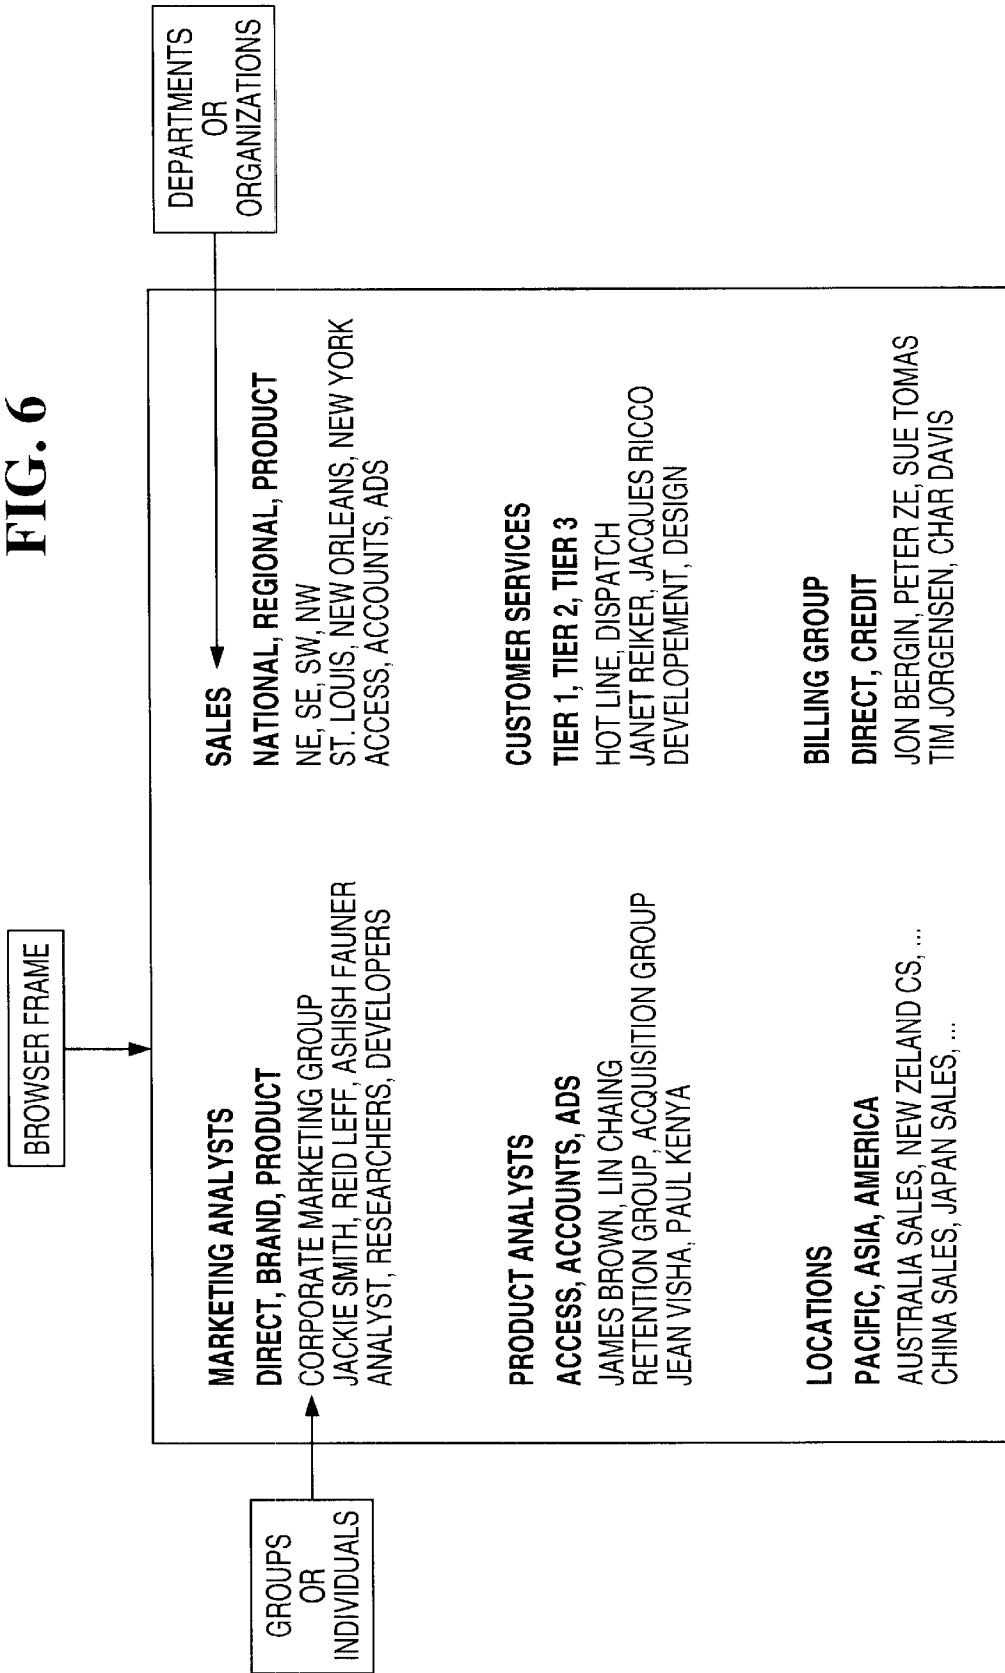 FIG. 6
BROWSER FRAME
DEPARTMENTS
OR
ORGANIZATIONS
GROUPS
OR
INDIVIDUALS
MARKETING ANALYSTS
DIRECT, BRAND, PRODUCT
CORPORATE MARKETING GROUP
JACKIE SMITH, REID LEFF, ASHISH FAUNER
ANALYST, RESEARCHERS, DEVELOPERS
SALES
NATIONAL, REGIONAL, PRODUCT
NE, SE, SW, NW
ST. LOUIS, NEW ORLEANS, NEW YORK
ACCESS, ACCOUNTS, ADS
PRODUCT ANALYSTS
ACCESS, ACCOUNTS, ADS
JAMES BROWN, LIN CHAING
RETENTION GROUP, ACQUISITION GROUP
JEAN VISHA, PAUL KENYA
CUSTOMER SERVICES
TIER 1, TIER 2, TIER 3
HOT LINE, DISPATCH
JANET REIKER, JACQUES RICCO
DEVELOPEMENT, DESIGN
LOCATIONS
PACIFIC, ASIA, AMERICA
AUSTRALIA SALES, NEW ZELAND CS, ...
CHINA SALES, JAPAN SALES, ...
BILLING GROUP
DIRECT, CREDIT
JON BERGIN, PETER ZE, SUE TOMAS
TIM JORGENSEN, CHAR DAVIS